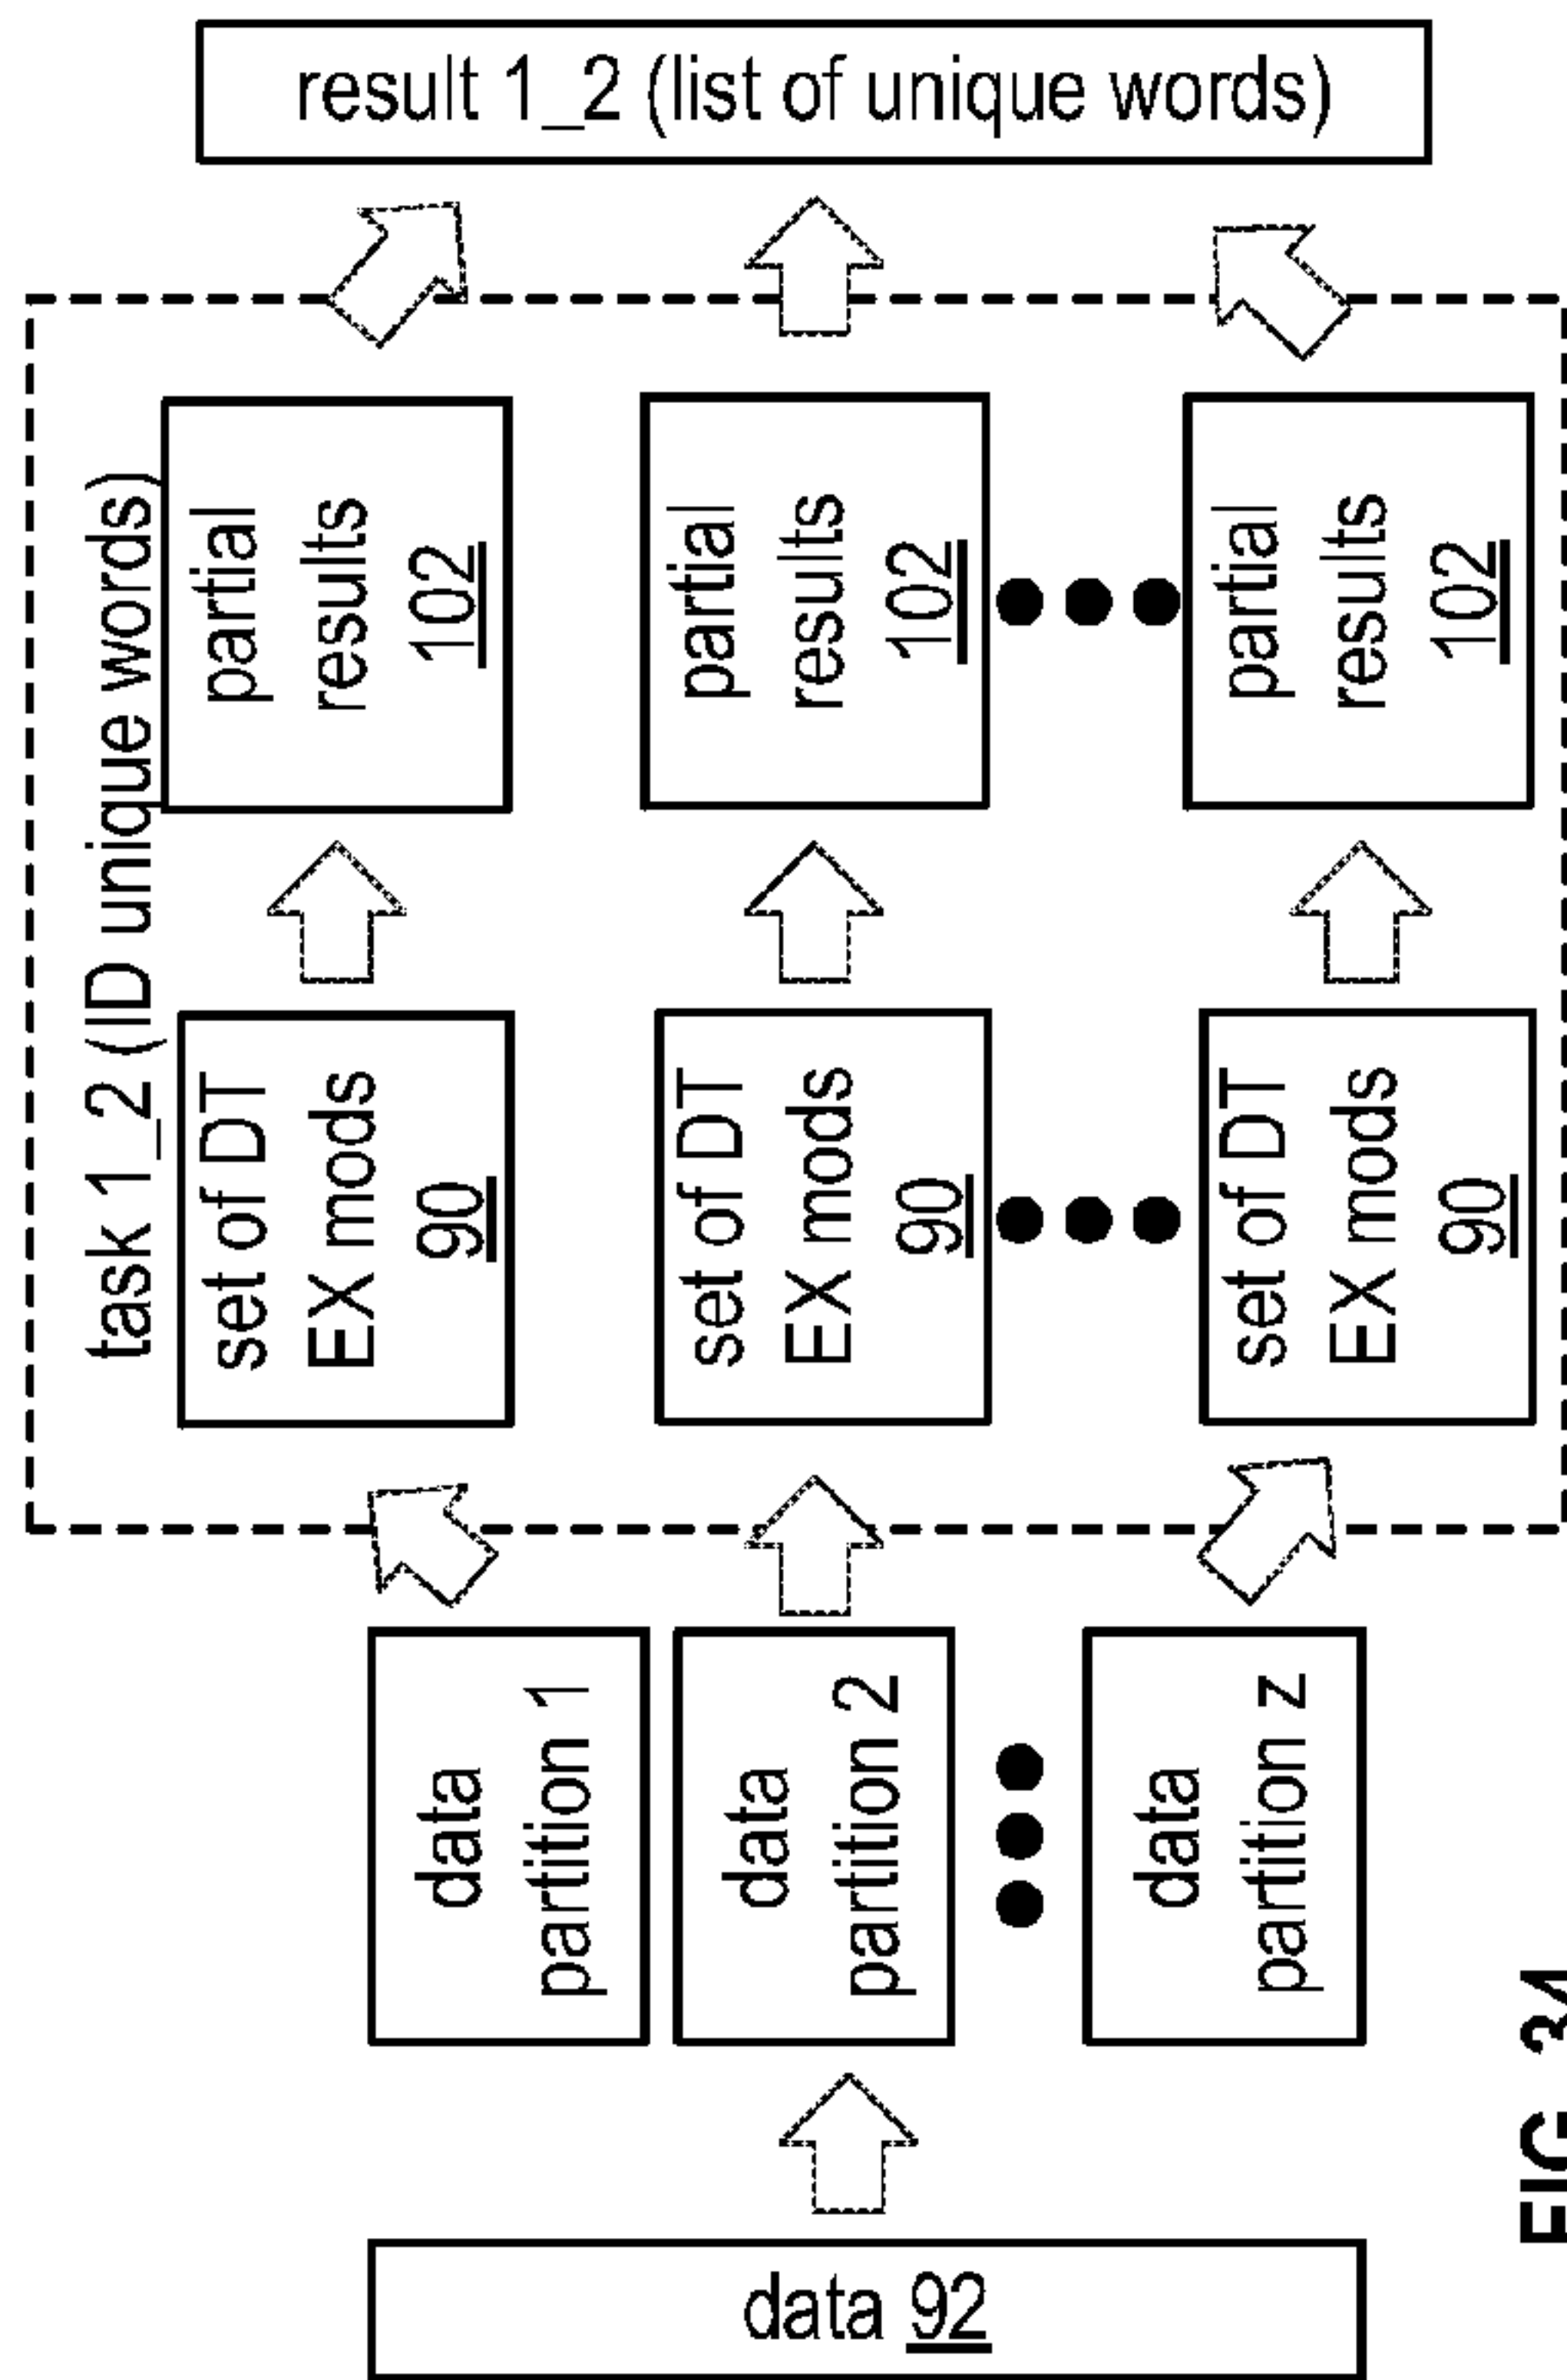 result 1_2 (list of unique words)
task 1_2 (ID unique words)
partial
results
102
partial
results
102
partial
results
102
set of DT
EX mods
90
set of DT
EX mods
90
set of DT
EX mods
90
data
partition 1
data
partition 2
data
partition z
data 92
FIG